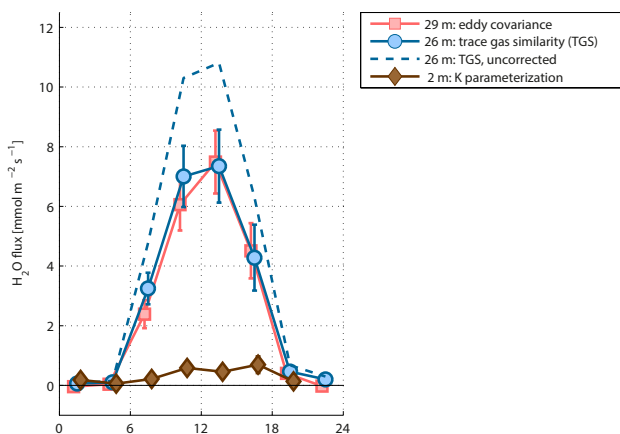 29 m: eddy covariance
26 m: trace gas similarity (TGS)
26 m: TGS, uncorrected
2 m: K parameterization
H2O flux [mmol m −2 s −1]
12
10
8
6
4
2
0
0 6 12 18 24